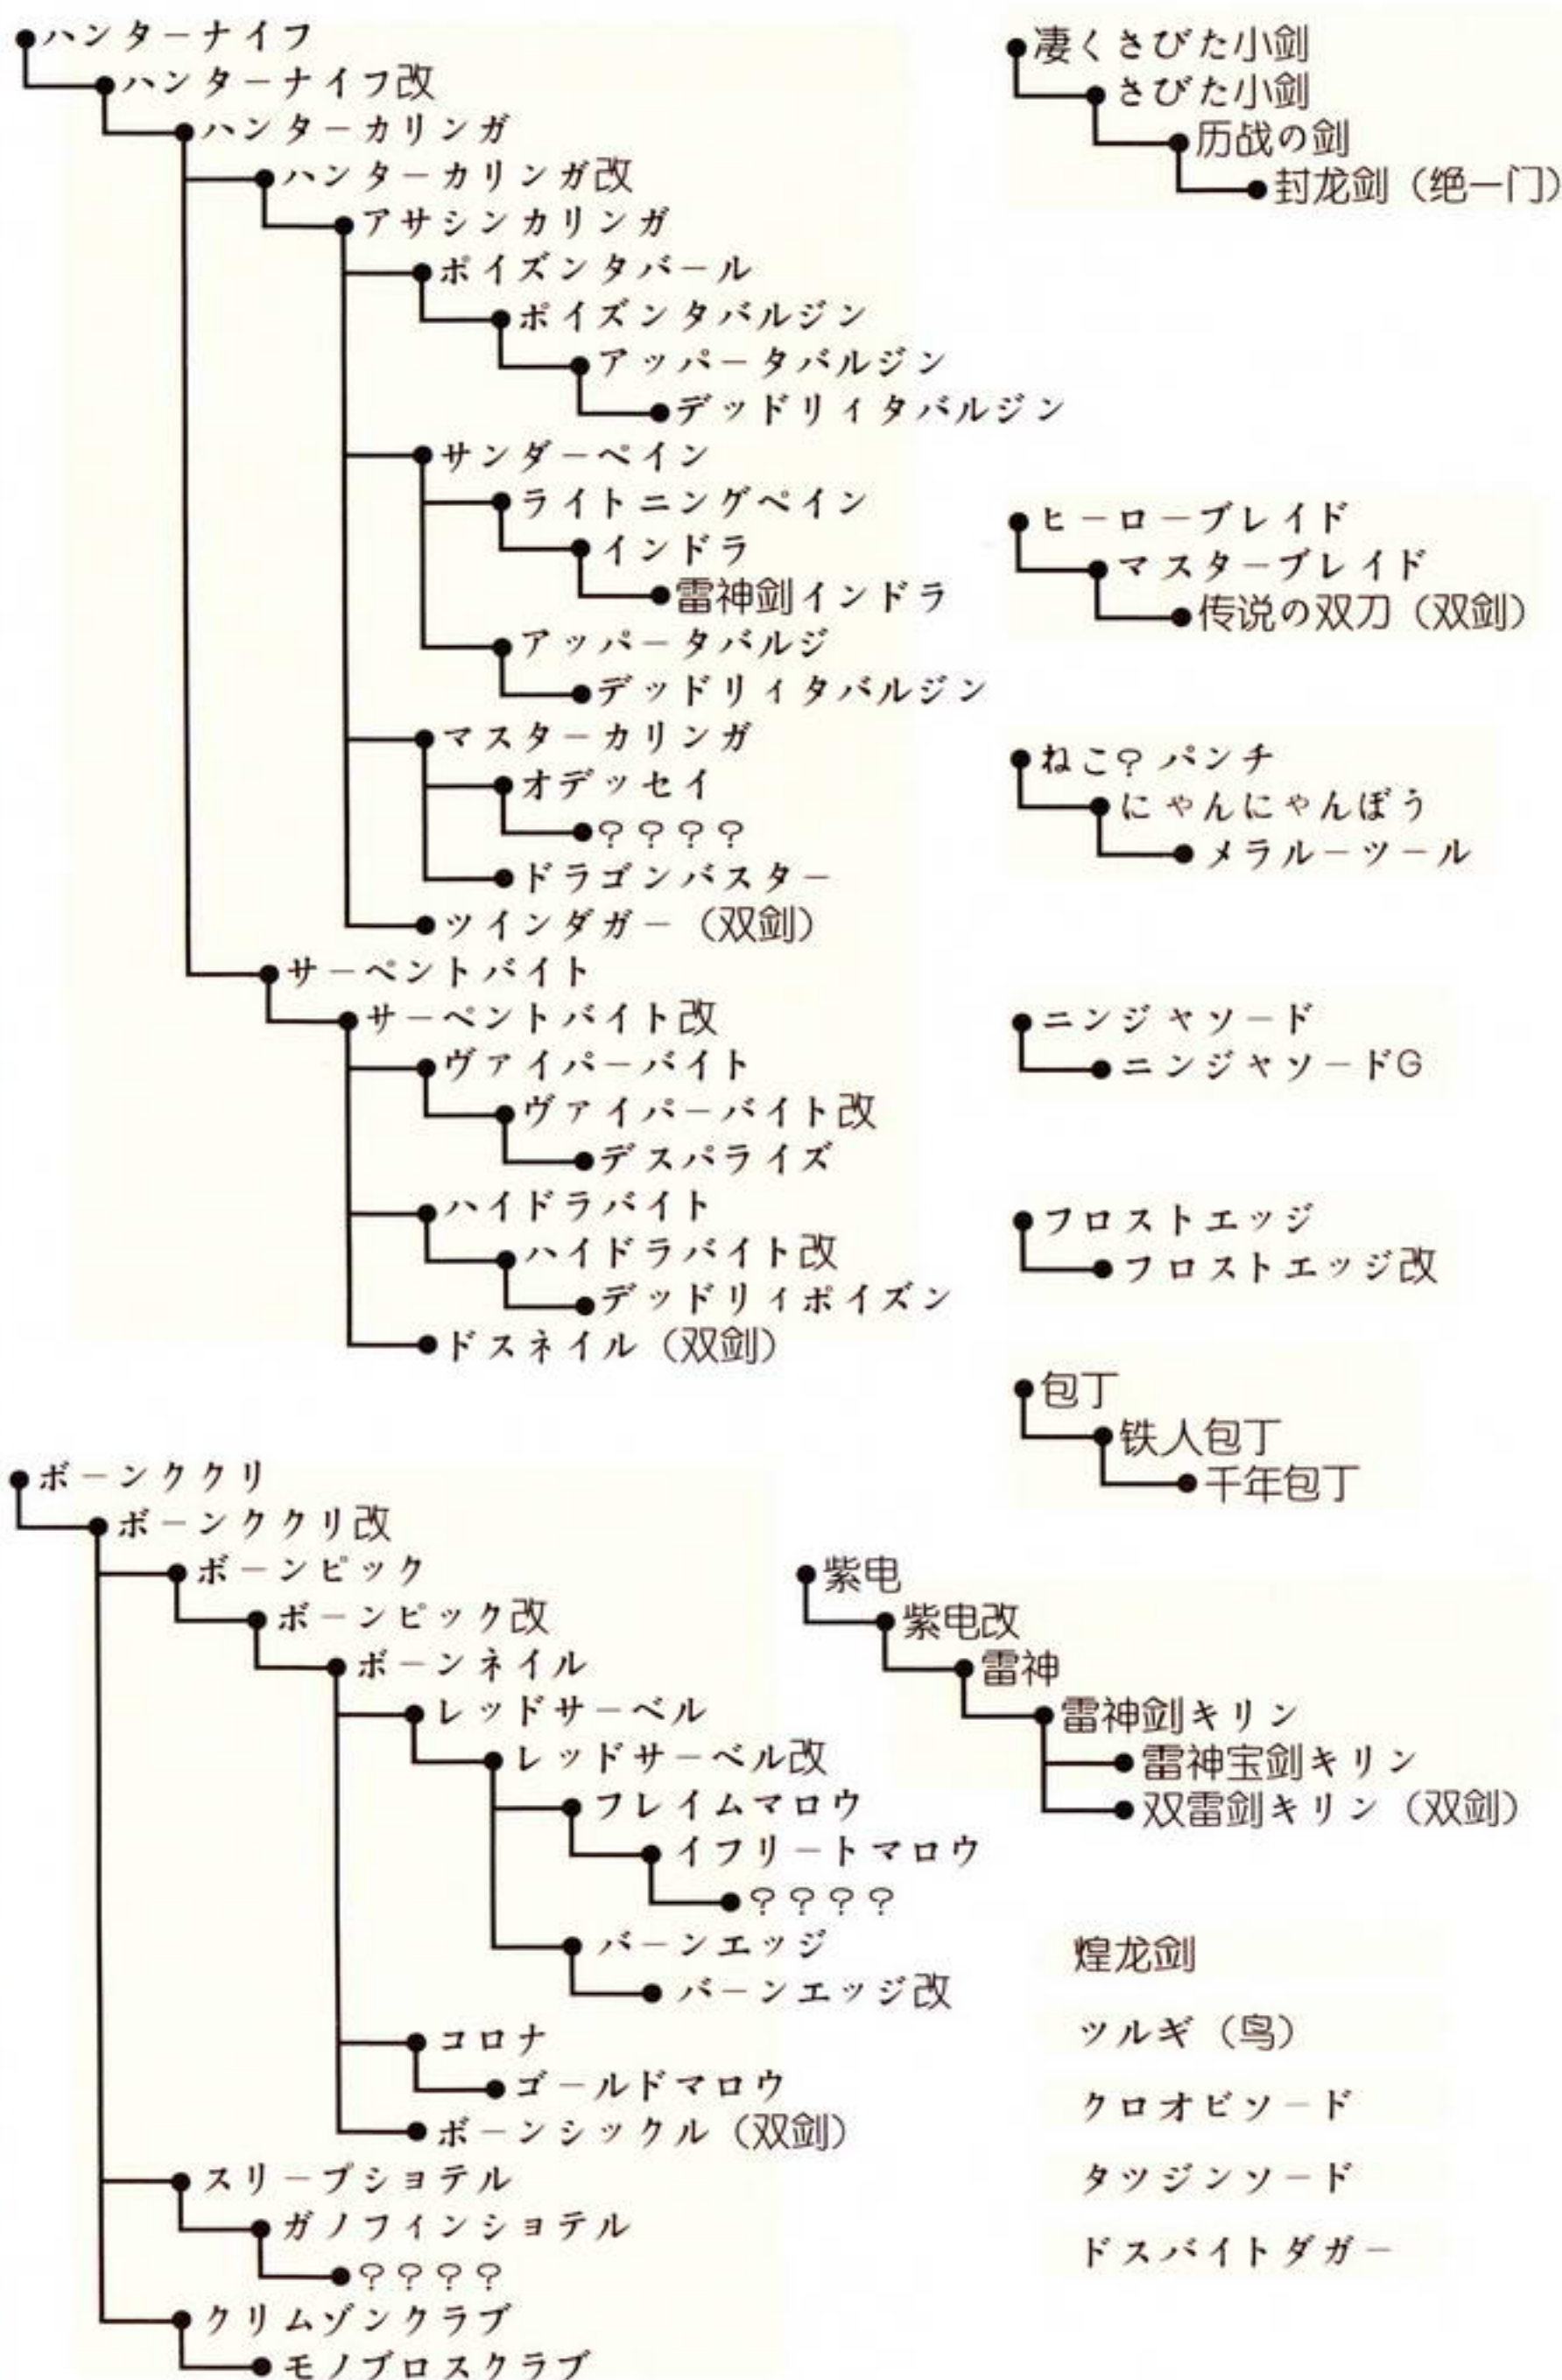 ハンターナイフ
ハンターナイフ改
ハンターカリンガ
ハンターカリンガ改
アサシンカリンガ
ポイズンタバール
ポイズンタバルジン
アッパータバルジン
デッドリィタバルジン
サンダーペイン
ライトニングペイン
インドラ
雷神剑インドラ
アッパータバルジ
デッドリィタバルジン
マスターカリンガ
オデッセイ
????
ドラゴンバスター
ツインダガー（双剑）
サーペントバイト
サーペントバイト改
ヴァイパーバイト
ヴァイパーバイト改
デスパライズ
ハイドラバイト
ハイドラバイト改
デッドリィポイズン
ドスネイル（双剑）
ボーンククリ
ボーンククリ改
ボーンピック
ボーンピック改
ボーンネイル
レッドサーベル
レッドサーベル改
フレイムマロウ
イフリートマロウ
????
バーンエッジ
バーンエッジ改
コロナ
ゴールドマロウ
ボーンシックル（双剑）
スリープショテル
ガノフィンショテル
????
クリムゾンクラブ
モノブロスクラブ
凄くさびた小剑
さびた小剑
历战の剑
封龙剑（绝一门）
ヒーローブレイド
マスターブレイド
传说の双刀（双剑）
ねこ?パンチ
にゃんにゃんぼう
メラルーツール
ニンジャソード
ニンジャソードG
フロストエッジ
フロストエッジ改
包丁
铁人包丁
千年包丁
紫电
紫电改
雷神
雷神剑キリン
雷神宝剑キリン
双雷剑キリン（双剑）
煌龙剑
ツルギ（鸟）
クロオビソード
タツジンソード
ドスバイトダガー